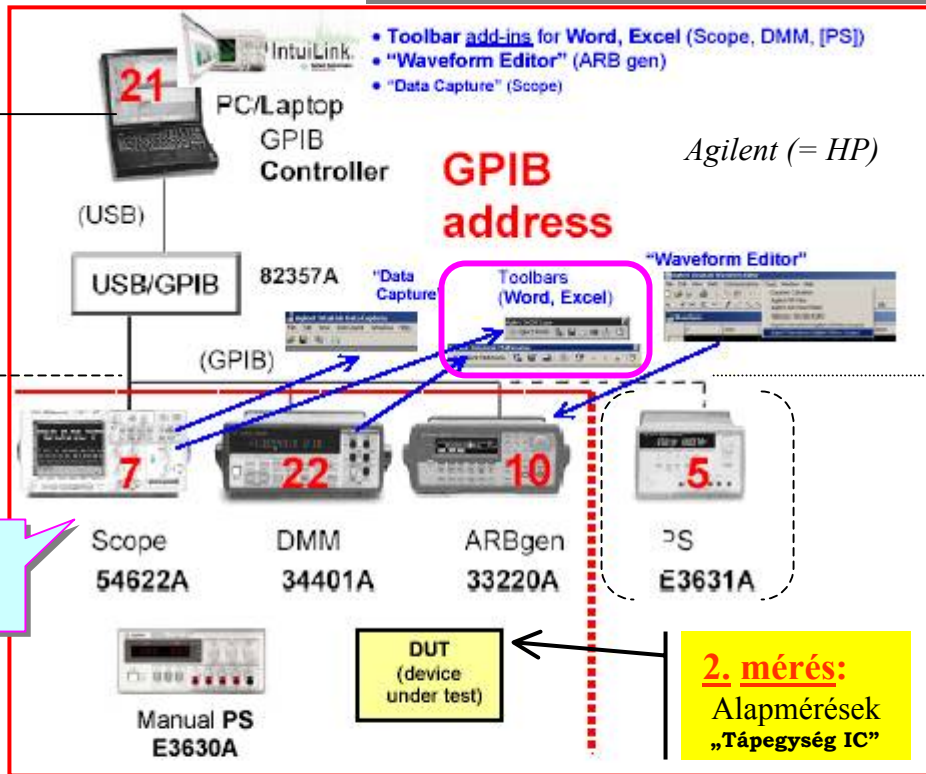 • Toolbar add-ins for Word, Excel (Scope, DMM, [PS])
• “Waveform Editor” (ARB gen)
• “Data Capture” (Scope)
IntuiLink
21
PC/Laptop
GPIB
Controller
Agilent (= HP)
GPIB
address
(USB)
USB/GPIB
82357A
“Data
Capture”
Toolbars
(Word, Excel)
“Waveform Editor”
(GPIB)
7
22
10
5
Scope
54622A
DMM
34401A
ARBgen
33220A
PS
E3631A
Manual PS
E3630A
DUT
(device
under test)
2. mérés:
Alapmérések
„Tápegység IC”